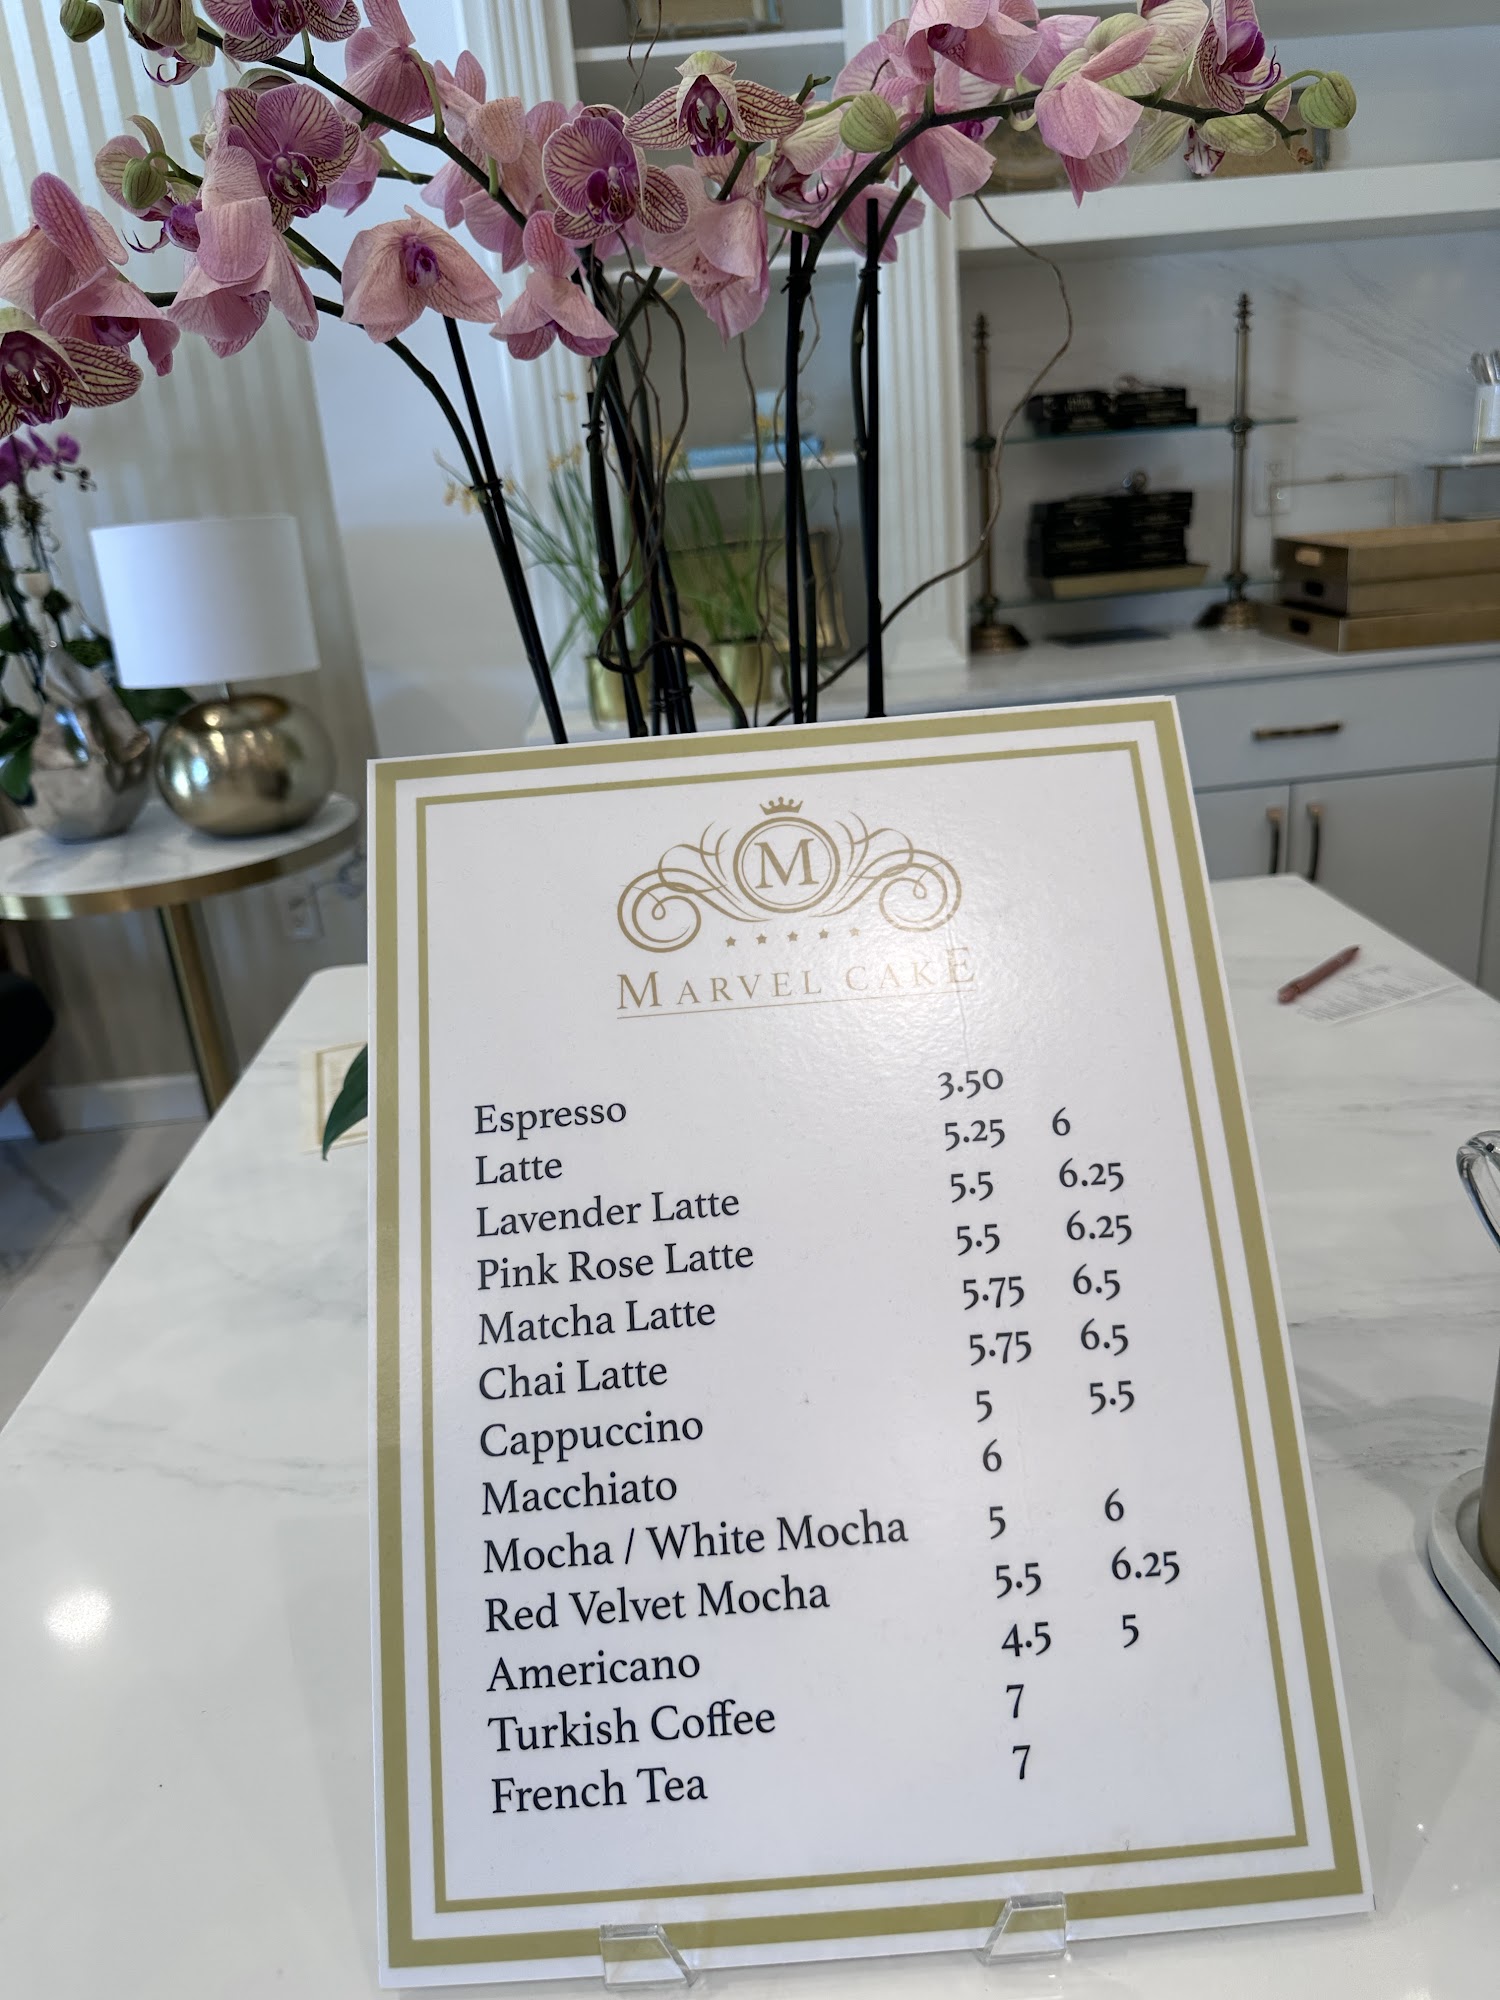 M
MARVEL CAKE
Espresso 3.50
Latte 5.25 6
Lavender Latte 5.5 6.25
Pink Rose Latte 5.5 6.25
Matcha Latte 5.75 6.5
Chai Latte 5.75 6.5
Cappuccino 5 5.5
Macchiato 6
Mocha / White Mocha 5 6
Red Velvet Mocha 5.5 6.25
Americano 4.5 5
Turkish Coffee 7
French Tea 7